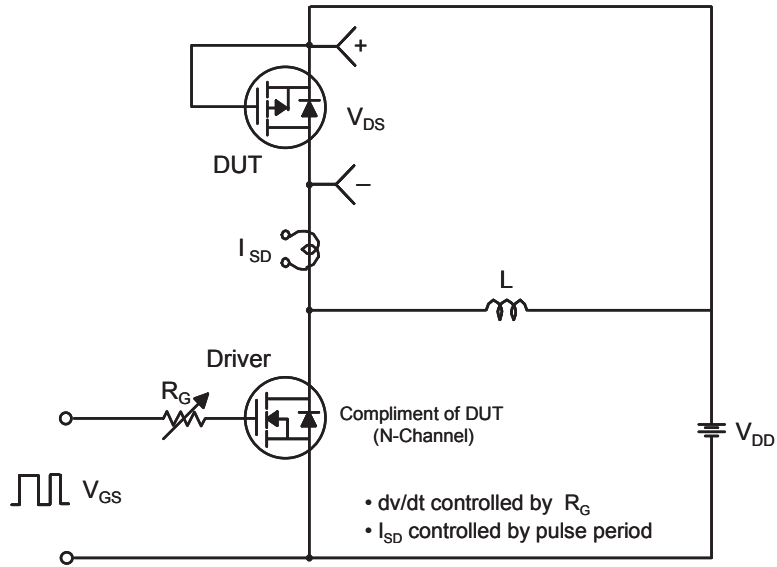 +
V_DS
DUT
–
I_SD
L
Driver
R_G
Compliment of DUT
(N-Channel)
V_DD
V_GS
• dv/dt controlled by R_G
• I_SD controlled by pulse period